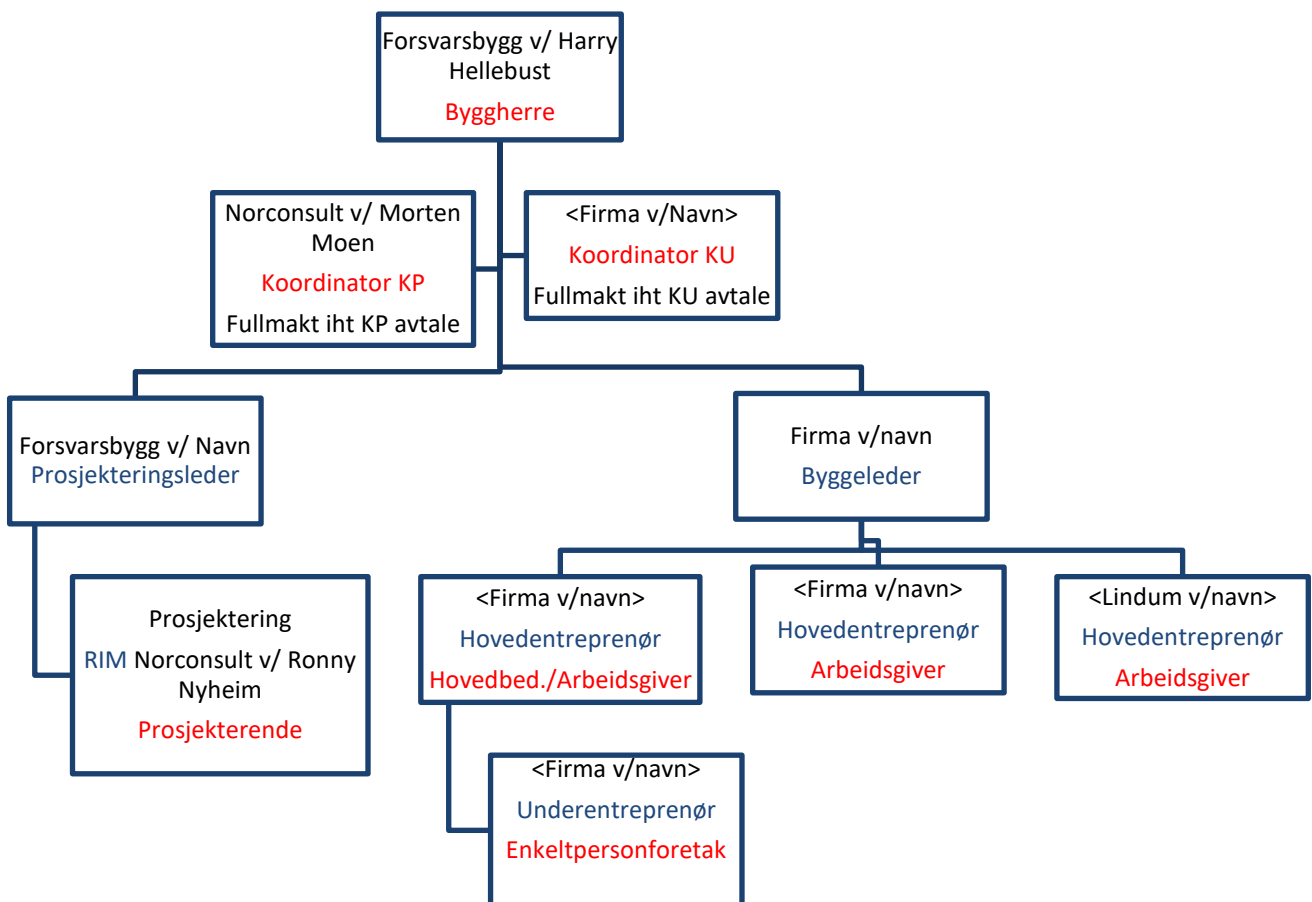 Forsvarsbygg v/ Harry
Hellebust
Byggherre
Norconsult v/ Morten
Moen
Koordinator KP
Fullmakt iht KP avtale
<Firma v/Navn>
Koordinator KU
Fullmakt iht KU avtale
Forsvarsbygg v/ Navn
Prosjekteringsleder
Firma v/navn
Byggeleder
Prosjektering
RIM Norconsult v/ Ronny
Nyheim
Prosjekterende
<Firma v/navn>
Hovedentreprenør
Hovedbed./Arbeidsgiver
<Firma v/navn>
Hovedentreprenør
Arbeidsgiver
<Lindum v/navn>
Hovedentreprenør
Arbeidsgiver
<Firma v/navn>
Underentreprenør
Enkeltpersonforetak